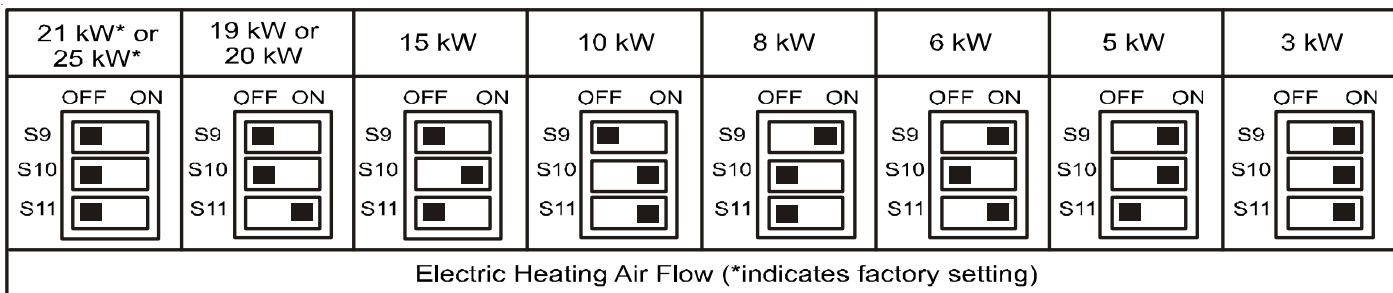 21 kW* or
25 kW*
19 kW or
20 kW
15 kW
10 kW
8 kW
6 kW
5 kW
3 kW
OFF ON
S9
S10
S11
OFF ON
S9
S10
S11
OFF ON
S9
S10
S11
OFF ON
S9
S10
S11
OFF ON
S9
S10
S11
OFF ON
S9
S10
S11
OFF ON
S9
S10
S11
OFF ON
S9
S10
S11
Electric Heating Air Flow (*indicates factory setting)